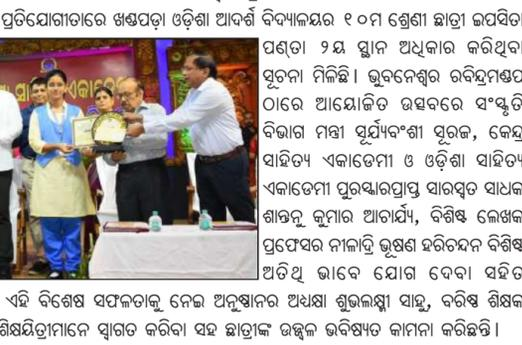 ପ୍ରତିଯୋଗୀତାରେ ଖଣ୍ଡପଡ଼ା ଓଡ଼ିଶା ଆଦର୍ଶ ବିଦ୍ୟାଳୟର ୧୦ମ ଶ୍ରେଣୀ ଛାତ୍ରୀ ଇପସିତା
ପଣ୍ଡା ୨ୟ ସ୍ଥାନ ଅଧିକାର କରିଥିବା
ସୂଚନା ମିଳିଛି। ଭୁବନେଶ୍ୱର ରବିନ୍ଦ୍ରମଣ୍ଡପ
ଠାରେ ଆୟୋଜିତ ଉତ୍ସବରେ ସଂସ୍କୃତି
ବିଭାଗ ମନ୍ତ୍ରୀ ସୂର୍ଯ୍ୟବଂଶୀ ସୂରଜ, କେନ୍ଦ୍ର
ସାହିତ୍ୟ ଏକାଡେମୀ ଓ ଓଡ଼ିଶା ସାହିତ୍ୟ
ଏକାଡେମୀ ପୁରସ୍କାରପ୍ରାପ୍ତ ସାରସ୍ୱତ ସାଧକ
ଶାନ୍ତନୁ କୁମାର ଆଚାର୍ଯ୍ୟ, ବିଶିଷ୍ଟ ଲେଖକ
ପ୍ରଫେସର ନୀଳାଦ୍ରି ଭୂଷଣ ହରିଚନ୍ଦନ ବିଶିଷ୍ଟ
ଅତିଥି ଭାବେ ଯୋଗ ଦେବା ସହିତ
ଏହି ବିଶେଷ ସଫଳତାକୁ ନେଇ ଅନୁଷ୍ଠାନର ଅଧ୍ୟକ୍ଷା ଶୁଭଲକ୍ଷ୍ମୀ ସାହୁ, ବରିଷ୍ଠ ଶିକ୍ଷକ
ଶିକ୍ଷୟିତ୍ରୀମାନେ ସ୍ୱାଗତ କରିବା ସହ ଛାତ୍ରୀଙ୍କ ଉଜ୍ଜ୍ୱଳ ଭବିଷ୍ୟତ କାମନା କରିଛନ୍ତି।